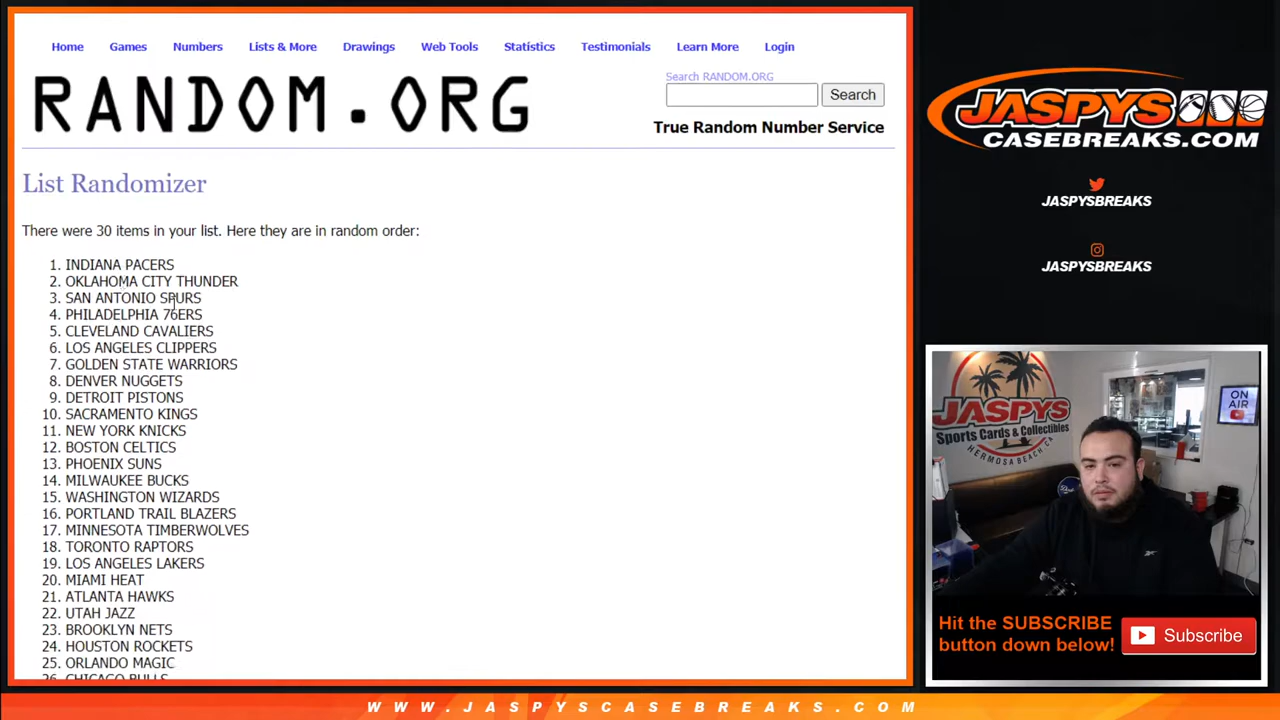 Home Games Numbers Lists & More Drawings Web Tools Statistics Testimonials Learn More Login
RANDOM.ORG
Search RANDOM.ORG
Search
True Random Number Service
List Randomizer
There were 30 items in your list. Here they are in random order:
1. INDIANA PACERS
2. OKLAHOMA CITY THUNDER
3. SAN ANTONIO SPURS
4. PHILADELPHIA 76ERS
5. CLEVELAND CAVALIERS
6. LOS ANGELES CLIPPERS
7. GOLDEN STATE WARRIORS
8. DENVER NUGGETS
9. DETROIT PISTONS
10. SACRAMENTO KINGS
11. NEW YORK KNICKS
12. BOSTON CELTICS
13. PHOENIX SUNS
14. MILWAUKEE BUCKS
15. WASHINGTON WIZARDS
16. PORTLAND TRAIL BLAZERS
17. MINNESOTA TIMBERWOLVES
18. TORONTO RAPTORS
19. LOS ANGELES LAKERS
20. MIAMI HEAT
21. ATLANTA HAWKS
22. UTAH JAZZ
23. BROOKLYN NETS
24. HOUSTON ROCKETS
25. ORLANDO MAGIC
26. CHICAGO BULLS
JASPYS
CASEBREAKS.COM
JASPYSBREAKS
JASPYSBREAKS
JASPYS
Sports Cards & Collectibles
HERMOSA BEACH, CA
ON
AIR
Hit the SUBSCRIBE
button down below!
Subscribe
WWW.JASPYSCASEBREAKS.COM